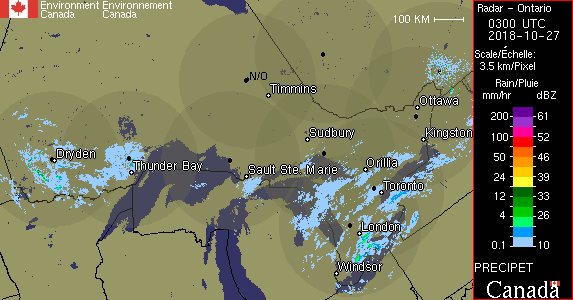 Environment Environnement
Canada Canada
100 KM
N/O
Timmins
Ottawa
Sudbury
Kingston
Dryden
Thunder Bay
Sault Ste. Marie
Orillia
Toronto
London
Windsor
Radar - Ontario
0300 UTC
2018-10-27
Scale/Échelle:
3.5 km/Pixel
Rain/Pluie
mm/hr dBZ
200 61
100 52
50 46
24 39
12 33
4 26
0.1 10
PRECIPET
Canada